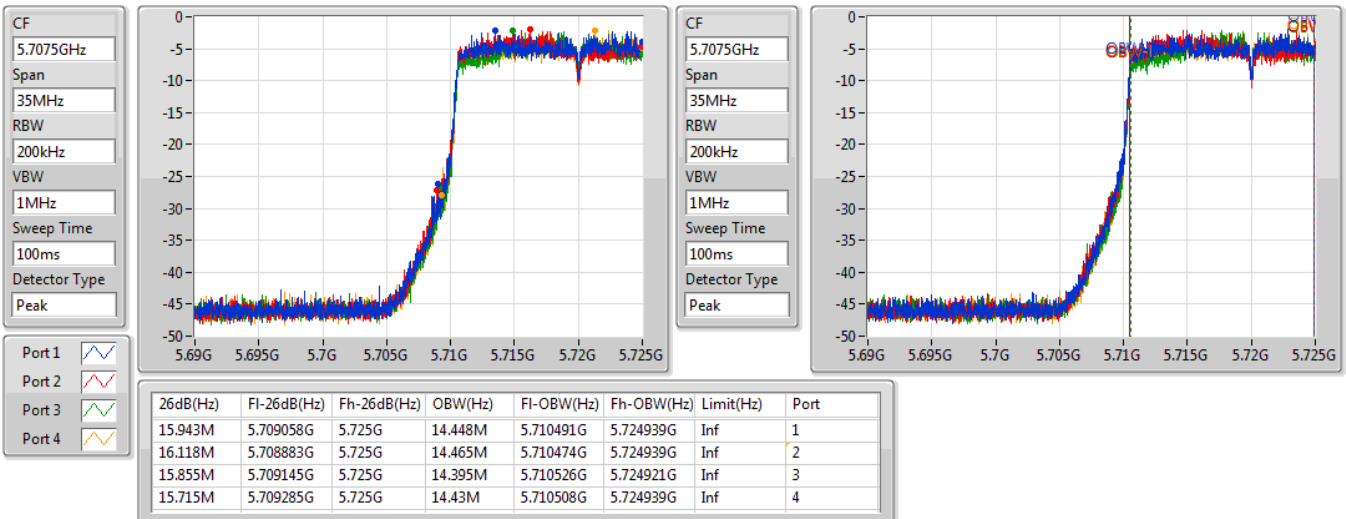 CF
5.7075GHz
Span
35MHz
RBW
200kHz
VBW
1MHz
Sweep Time
100ms
Detector Type
Peak
0
-5
-10
-15
-20
-25
-30
-35
-40
-45
-50
5.69G 5.695G 5.7G 5.705G 5.71G 5.715G 5.72G 5.725G
CF
5.7075GHz
Span
35MHz
RBW
200kHz
VBW
1MHz
Sweep Time
100ms
Detector Type
Peak
0
-5
-10
-15
-20
-25
-30
-35
-40
-45
-50
5.69G 5.695G 5.7G 5.705G 5.71G 5.715G 5.72G 5.725G
Port 1
Port 2
Port 3
Port 4
26dB(Hz) Fl-26dB(Hz) Fh-26dB(Hz) OBW(Hz) Fl-OBW(Hz) Fh-OBW(Hz) Limit(Hz) Port
15.943M 5.709058G 5.725G 14.448M 5.710491G 5.724939G Inf 1
16.118M 5.708883G 5.725G 14.465M 5.710474G 5.724939G Inf 2
15.855M 5.709145G 5.725G 14.395M 5.710526G 5.724921G Inf 3
15.715M 5.709285G 5.725G 14.43M 5.710508G 5.724939G Inf 4